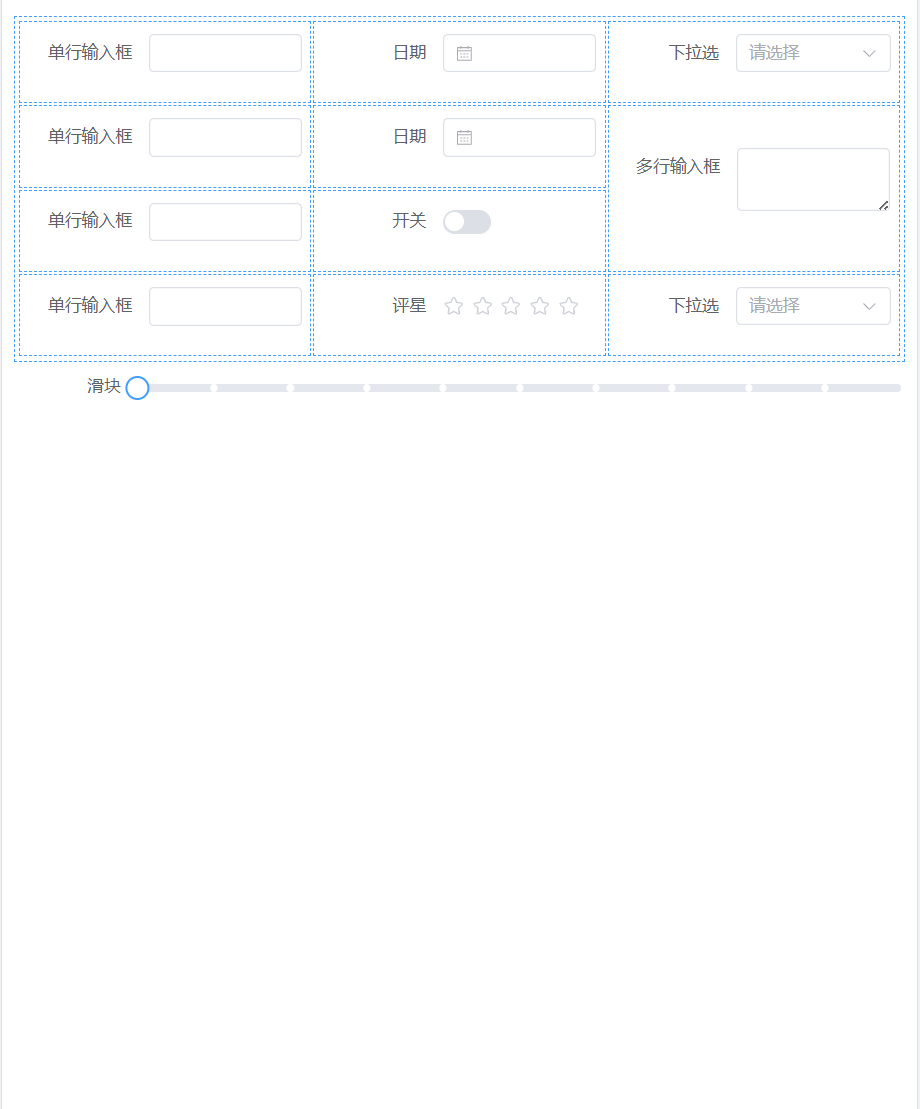 单行输入框 日期 下拉选 请选择
单行输入框 日期
多行输入框
单行输入框 开关
单行输入框 评星 下拉选 请选择
滑块